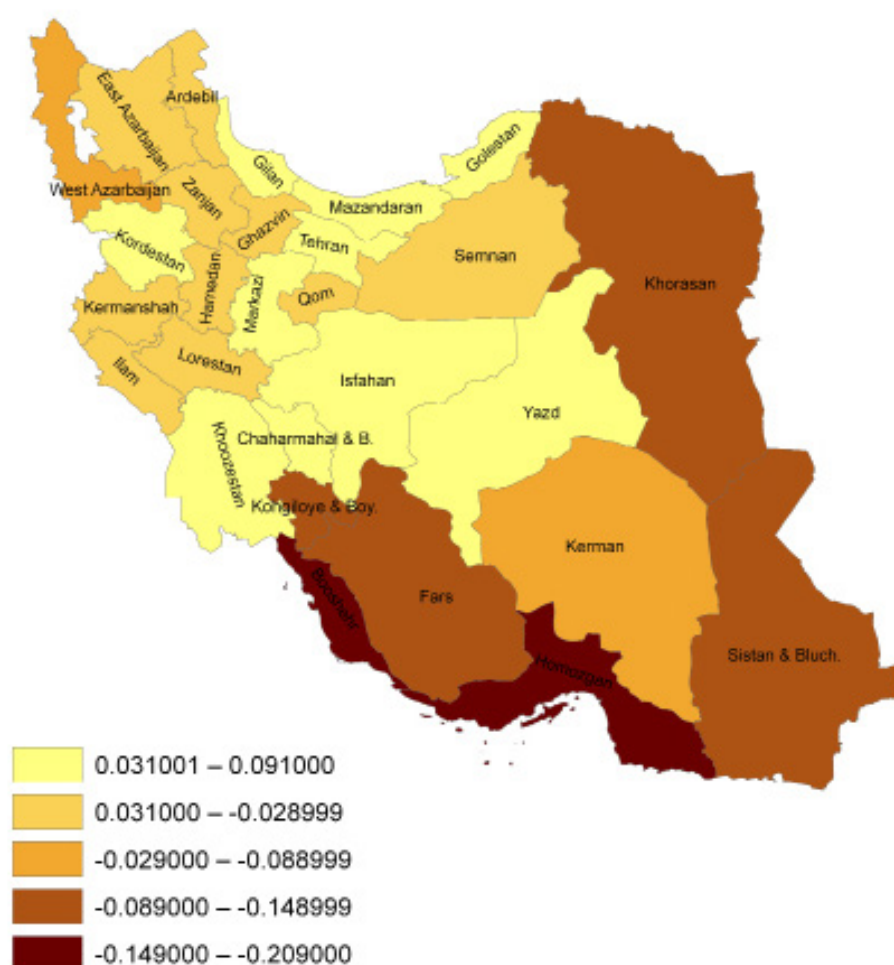 Ardebil
East Azarbaijan
Gilan
Golestan
West Azarbaijan
Zanjan
Mazandaran
Ghazvin
Tehran
Kordestan
Semnan
Hamedan
Khorasan
Qom
Kermanshah
Markazi
Lorestan
Ilam
Isfahan
Yazd
Chaharmahal & B.
Khoozestan
Kohgiloye & Boy.
Kerman
Booshehr
Fars
Homozgan
Sistan & Bluch.
0.031001 – 0.091000
0.031000 – -0.028999
-0.029000 – -0.088999
-0.089000 – -0.148999
-0.149000 – -0.209000